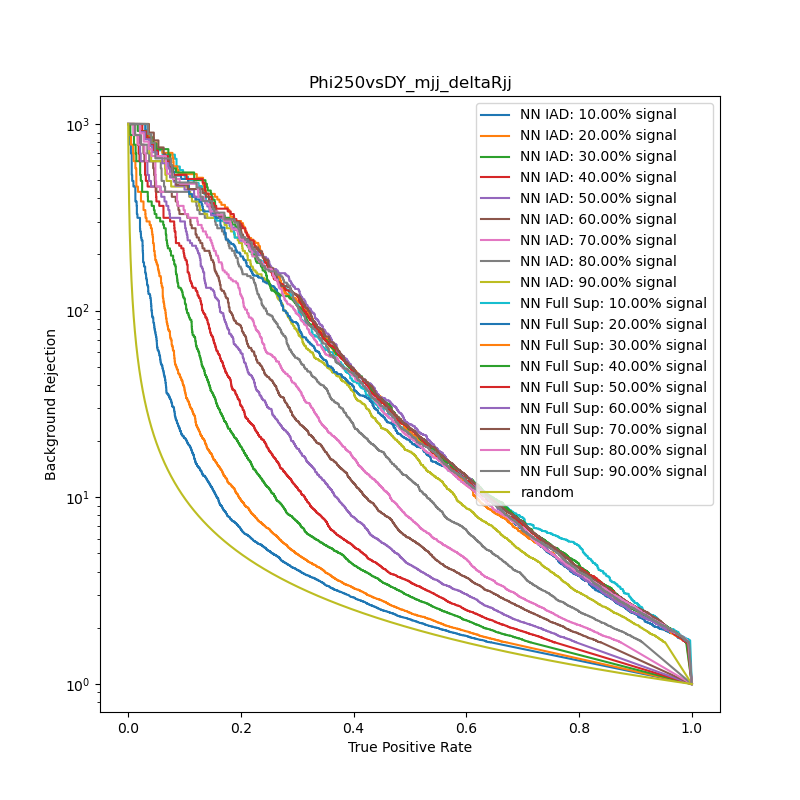 Phi250vsDY_mjj_deltaRjj
NN IAD: 10.00% signal
NN IAD: 20.00% signal
NN IAD: 30.00% signal
NN IAD: 40.00% signal
NN IAD: 50.00% signal
NN IAD: 60.00% signal
NN IAD: 70.00% signal
NN IAD: 80.00% signal
NN IAD: 90.00% signal
NN Full Sup: 10.00% signal
NN Full Sup: 20.00% signal
NN Full Sup: 30.00% signal
NN Full Sup: 40.00% signal
NN Full Sup: 50.00% signal
NN Full Sup: 60.00% signal
NN Full Sup: 70.00% signal
NN Full Sup: 80.00% signal
NN Full Sup: 90.00% signal
random
Background Rejection
10³
10²
10¹
10⁰
0.0 0.2 0.4 0.6 0.8 1.0
True Positive Rate